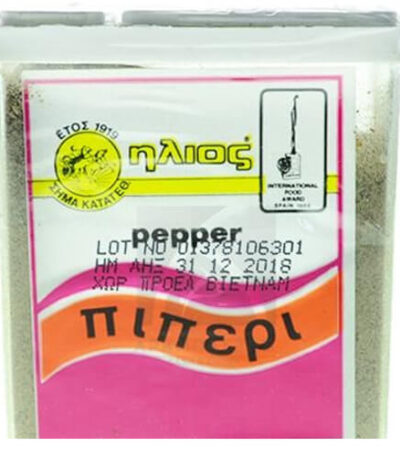 ΕΤΟΣ 1919
ΣΗΜΑ ΚΑΤΑΤΕΘ.
ηλιος
INTERNATIONAL
FOOD
AWARD
SPAIN
pepper
LOT NO 01378106301
ΗΜ ΛΗΞ 31 12 2018
ΧΩΡ ΠΡΟΕΛ ΒΙΕΤΝΑΜ
πιπερι